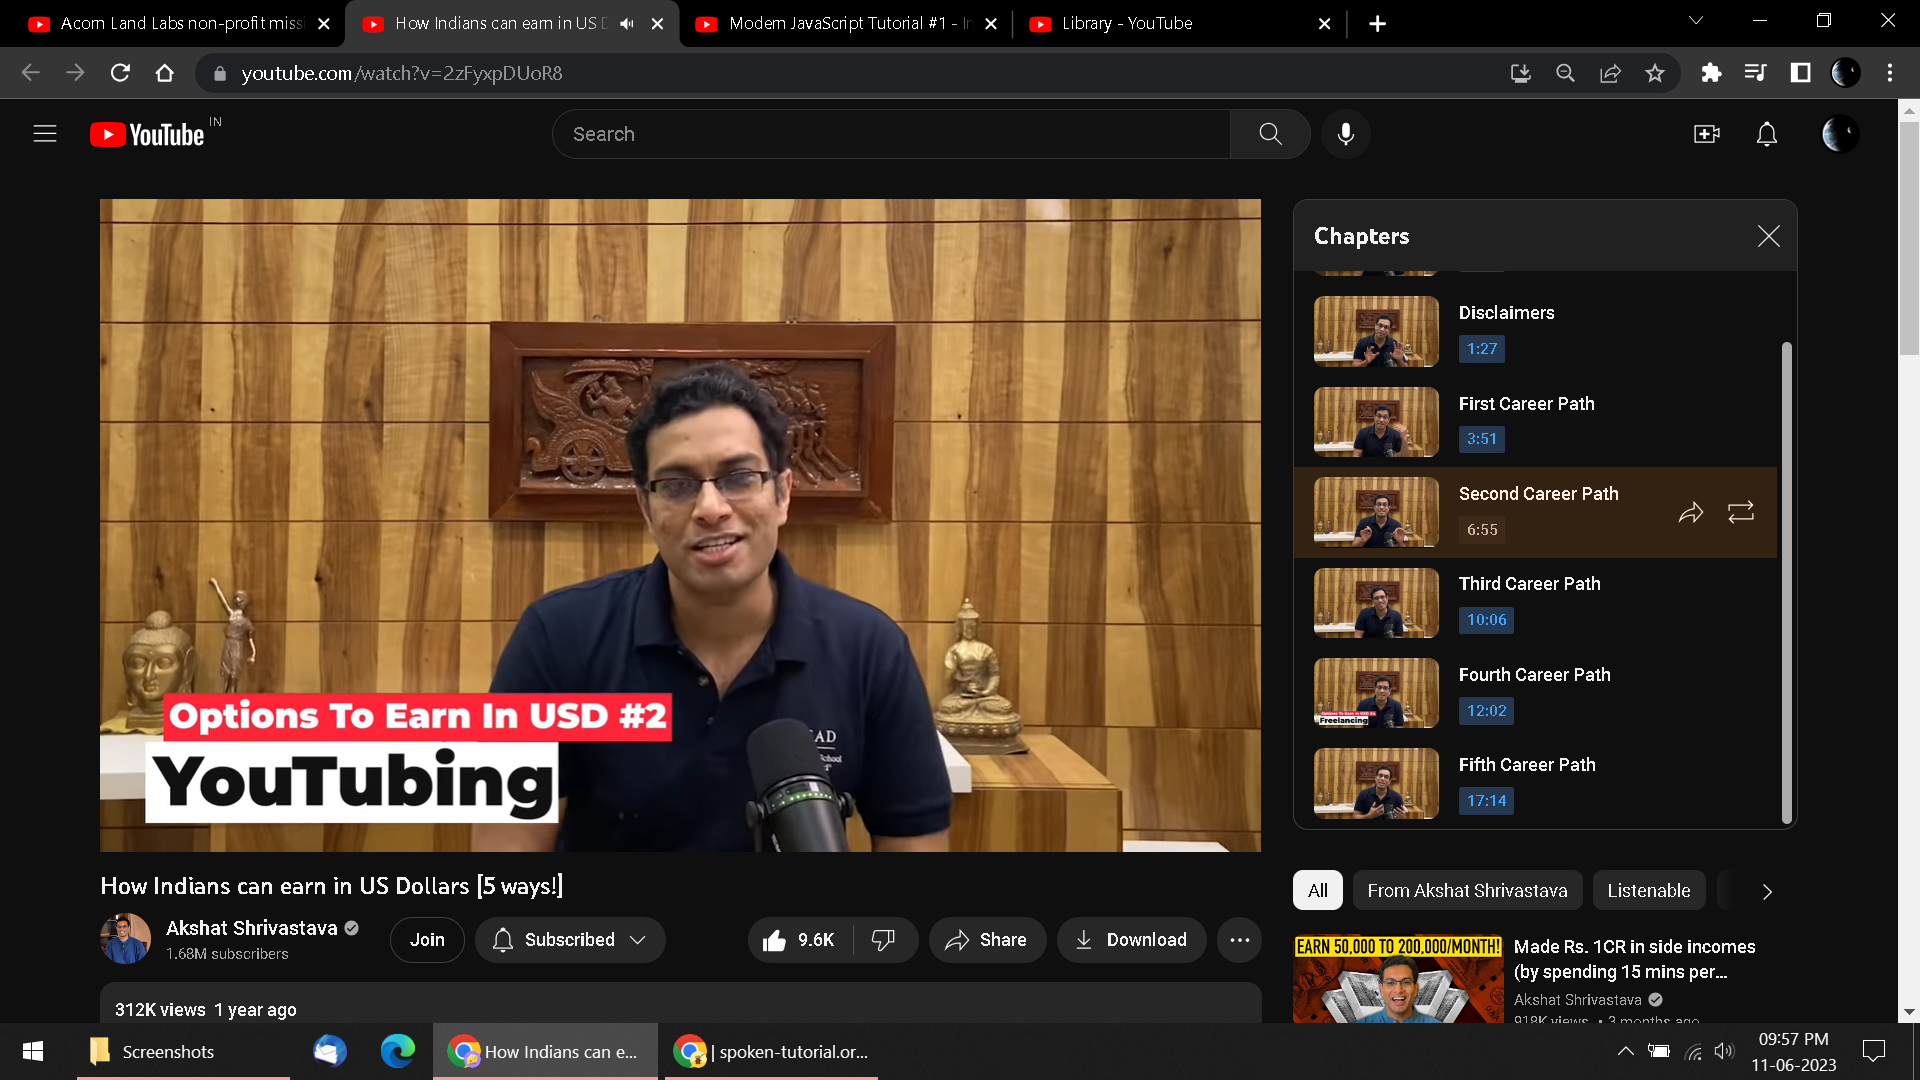 Acorn Land Labs non-profit miss
How Indians can earn in US D
Modern JavaScript Tutorial #1 - In
Library - YouTube
youtube.com/watch?v=2zFyxpDUoR8
YouTube IN
Search
Chapters
Disclaimers
1:27
First Career Path
3:51
Second Career Path
6:55
Third Career Path
10:06
Fourth Career Path
12:02
Fifth Career Path
17:14
Options To Earn In USD #2
YouTubing
How Indians can earn in US Dollars [5 ways!]
Akshat Shrivastava
1.68M subscribers
Join
Subscribed
9.6K
Share
Download
312K views 1 year ago
All
From Akshat Shrivastava
Listenable
EARN 50,000 TO 200,000/MONTH!
Made Rs. 1CR in side incomes
(by spending 15 mins per...
Akshat Shrivastava
918K views • 3 months ago
Screenshots
How Indians can e...
| spoken-tutorial.or...
09:57 PM
11-06-2023